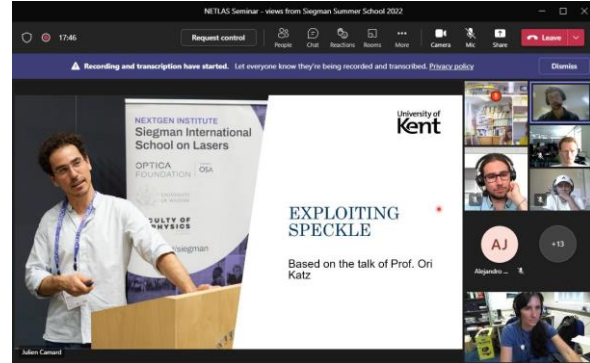 NETLAS Seminar - views from Siegman Summer School 2022
17:46
Request control
People
Chat
Reactions
Rooms
More
Camera
Mic
Share
Leave
Recording and transcription have started. Let everyone know they're being recorded and transcribed. Privacy policy
Dismiss
NEXTGEN INSTITUTE
Siegman International
School on Lasers
OPTICA
FOUNDATION
OSA
/siegman
University of
Kent
EXPLOITING
SPECKLE
Based on the talk of Prof. Ori
Katz
AJ
+13
Alejandro ...
Julien Camard